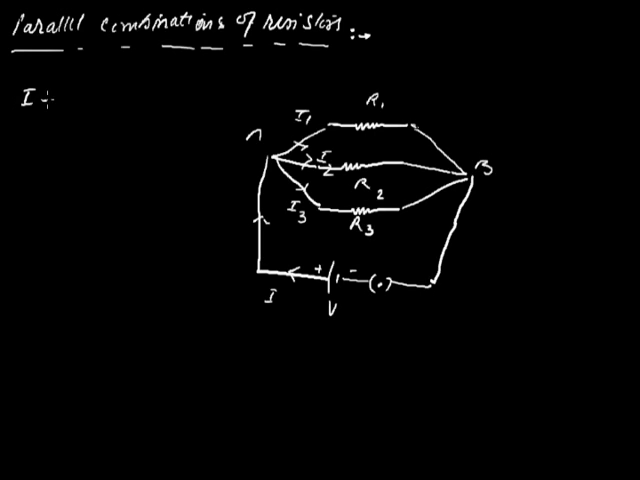 Parallel combinations of resistors :→
I -
R₁
I₁
A
I₂
B
R₂
I₃
R₃
+ -
I
V